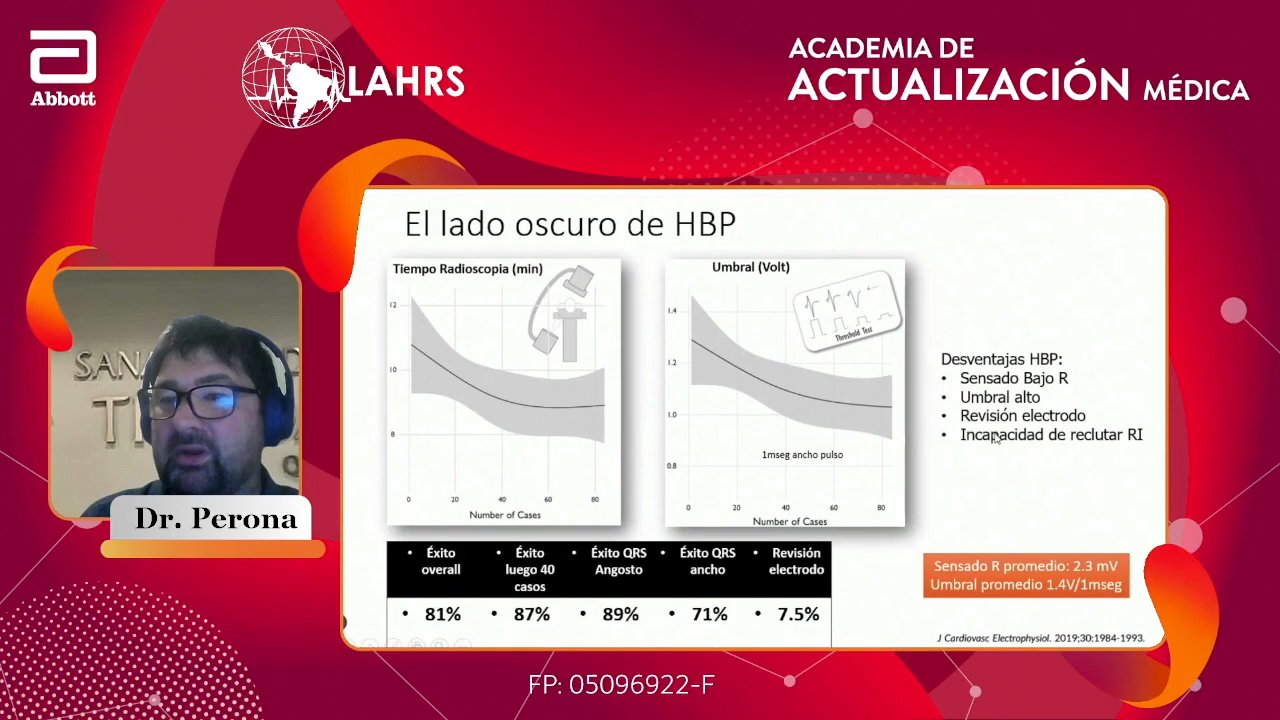 Abbott
LAHRS
ACADEMIA DE
ACTUALIZACIÓN MÉDICA
El lado oscuro de HBP
Tiempo Radioscopia (min)
12
10
8
0 20 40 60 80
Number of Cases
Umbral (Volt)
Threshold Test
1.4
1.2
1.0
0.8
1mseg ancho pulso
0 20 40 60 80
Number of Cases
Desventajas HBP:
• Sensado Bajo R
• Umbral alto
• Revisión electrodo
• Incapacidad de reclutar RI
Dr. Perona
• Éxito overall
• Éxito luego 40 casos
• Éxito QRS Angosto
• Éxito QRS ancho
• Revisión electrodo
• 81% • 87% • 89% • 71% • 7.5%
Sensado R promedio: 2.3 mV
Umbral promedio 1.4V/1mseg
J Cardiovasc Electrophysiol. 2019;30:1984-1993.
FP: 05096922-F